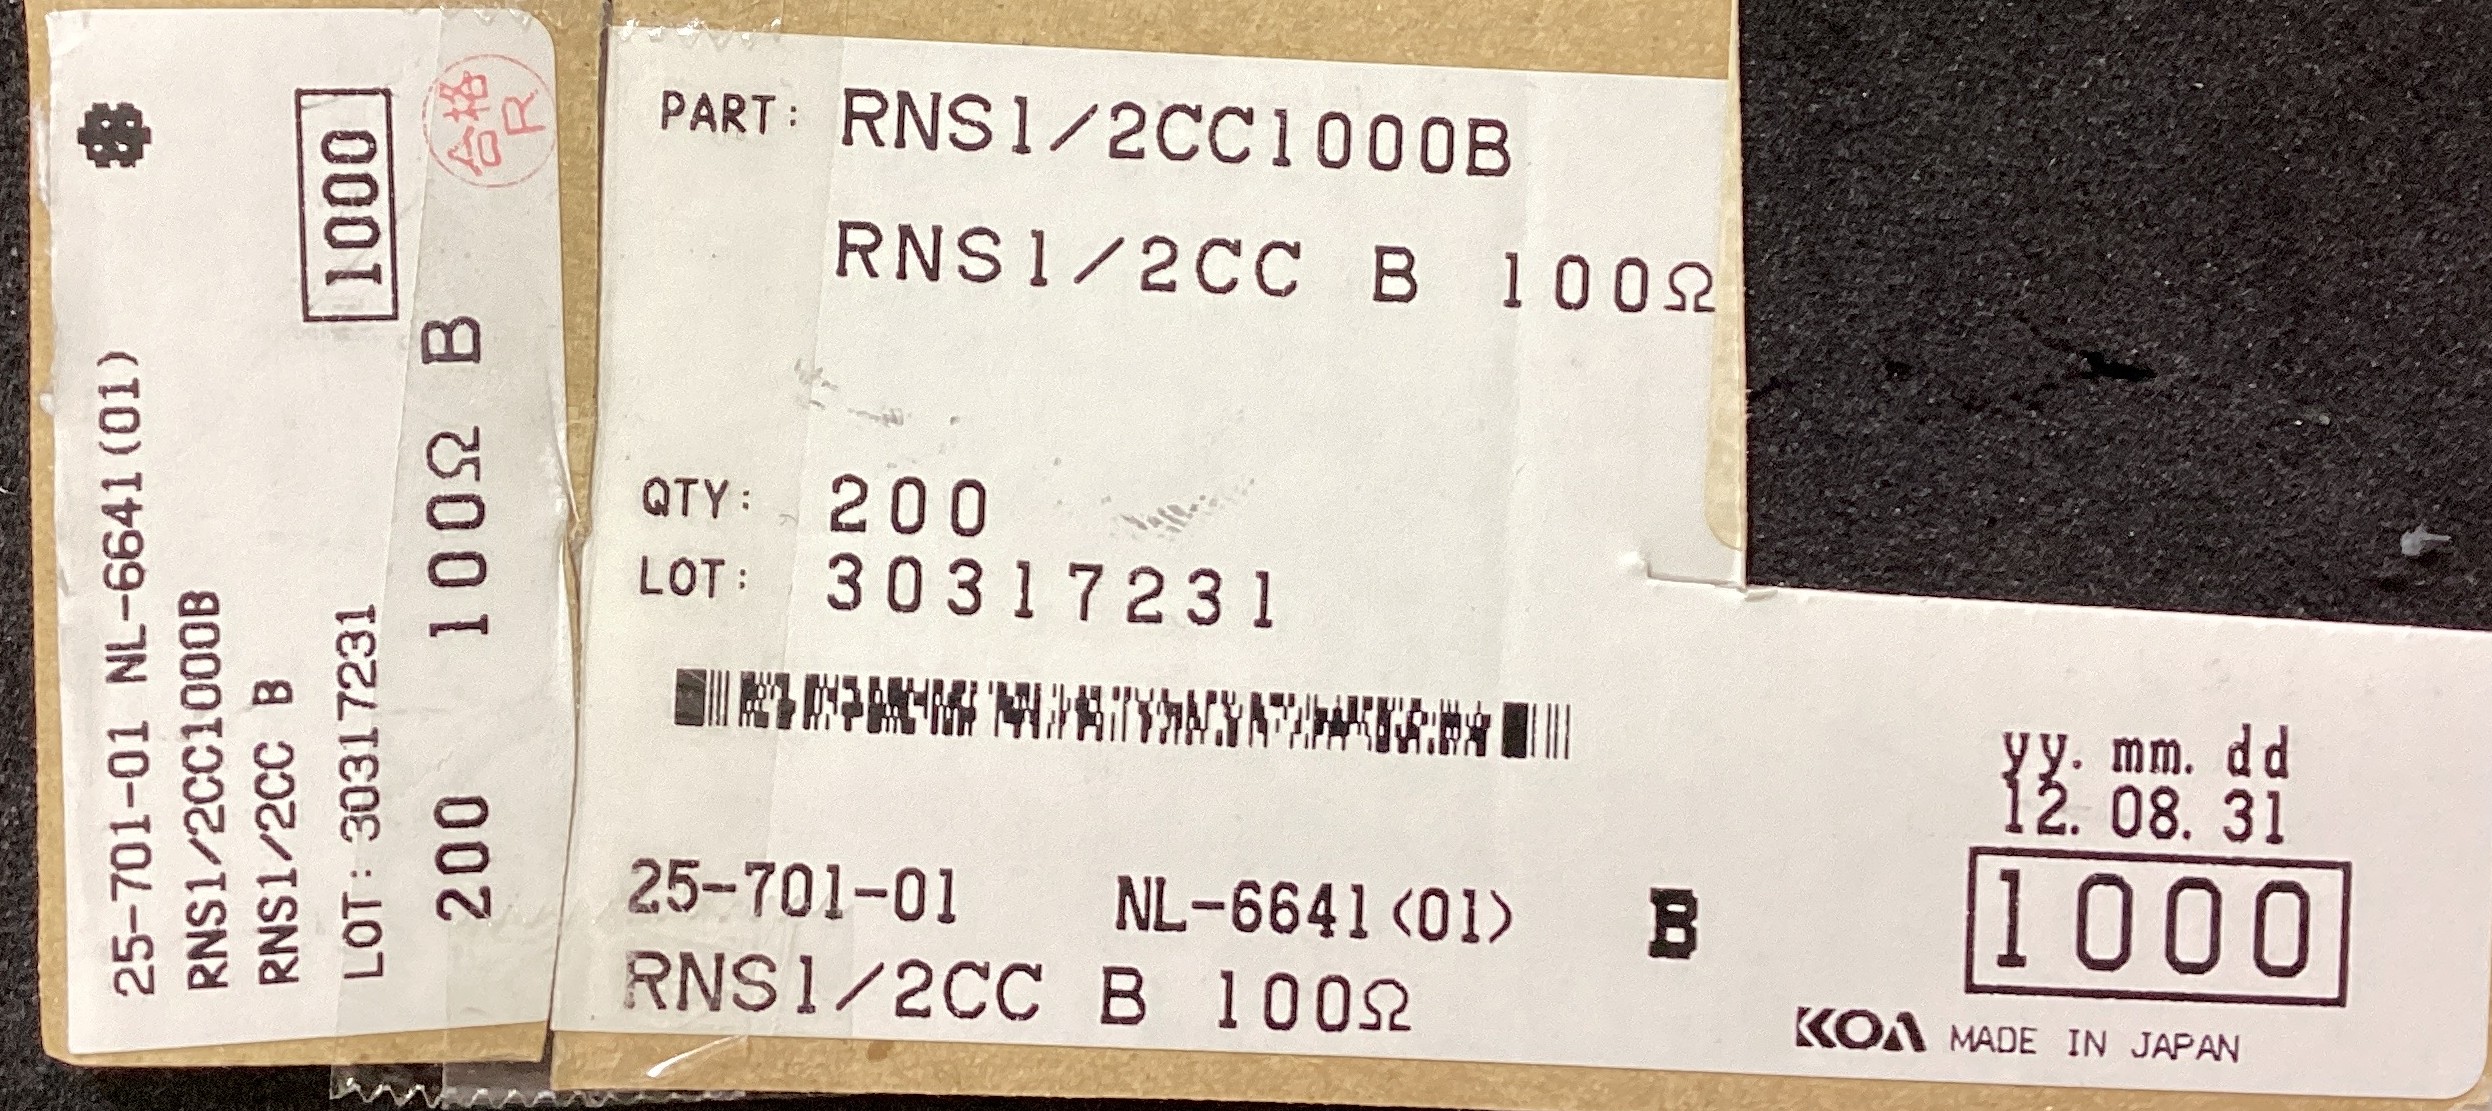 25-701-01 NL-6641(01)
RNS1/2CC1000B
RNS1/2CC B
LOT: 30317231
1000
200 100Ω B
合格
R
PART: RNS1/2CC1000B
RNS1/2CC B 100Ω
QTY: 200
LOT: 30317231
25-701-01 NL-6641(01) B
RNS1/2CC B 100Ω
yy. mm. dd
12. 08. 31
1000
KOA MADE IN JAPAN